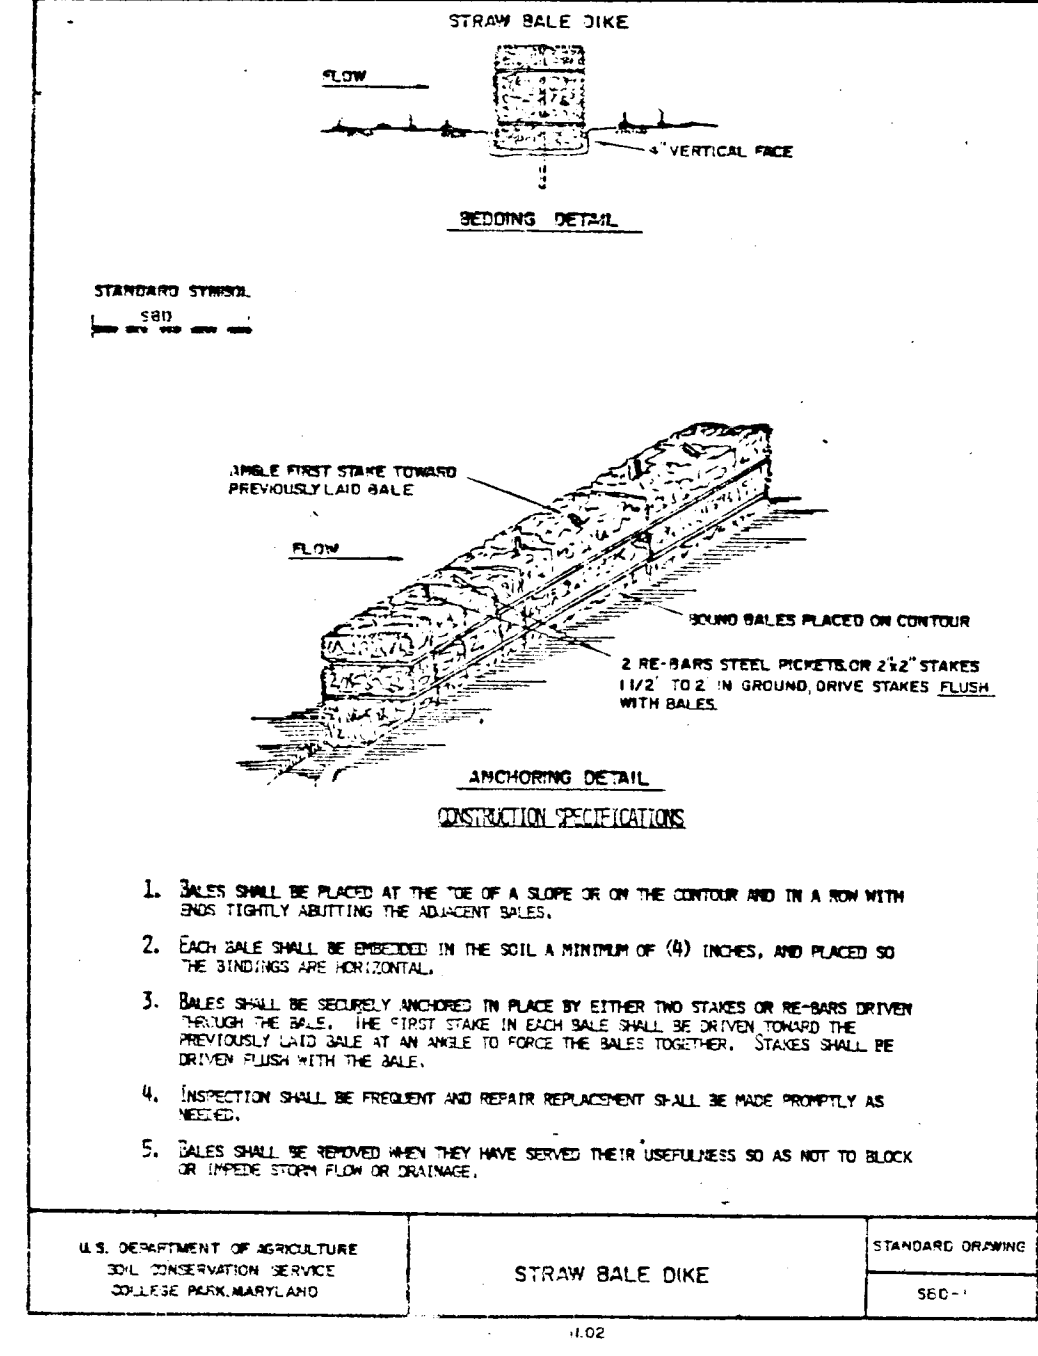 STRAW BALE DIKE
FLOW
4" VERTICAL FACE
BEDDING DETAIL
STANDARD SYMBOL
SBD
ANGLE FIRST STAKE TOWARD
PREVIOUSLY LAID BALE
FLOW
BOUND BALES PLACED ON CONTOUR
2 RE-BARS STEEL PICKETS OR 2"x2" STAKES
1 1/2' TO 2' IN GROUND, DRIVE STAKES FLUSH
WITH BALES.
ANCHORING DETAIL
CONSTRUCTION SPECIFICATIONS
1. BALES SHALL BE PLACED AT THE TOE OF A SLOPE OR ON THE CONTOUR AND IN A ROW WITH
ENDS TIGHTLY ABUTTING THE ADJACENT BALES.
2. EACH BALE SHALL BE EMBEDDED IN THE SOIL A MINIMUM OF (4) INCHES, AND PLACED SO
THE BINDINGS ARE HORIZONTAL.
3. BALES SHALL BE SECURELY ANCHORED IN PLACE BY EITHER TWO STAKES OR RE-BARS DRIVEN
THROUGH THE BALE. THE FIRST STAKE IN EACH BALE SHALL BE DRIVEN TOWARD THE
PREVIOUSLY LAID BALE AT AN ANGLE TO FORCE THE BALES TOGETHER. STAKES SHALL BE
DRIVEN FLUSH WITH THE BALE.
4. INSPECTION SHALL BE FREQUENT AND REPAIR REPLACEMENT SHALL BE MADE PROMPTLY AS
NEEDED.
5. BALES SHALL BE REMOVED WHEN THEY HAVE SERVED THEIR USEFULNESS SO AS NOT TO BLOCK
OR IMPEDE STORM FLOW OR DRAINAGE.
U.S. DEPARTMENT OF AGRICULTURE
SOIL CONSERVATION SERVICE
COLLEGE PARK, MARYLAND
STRAW BALE DIKE
STANDARD DRAWING
SBD-1